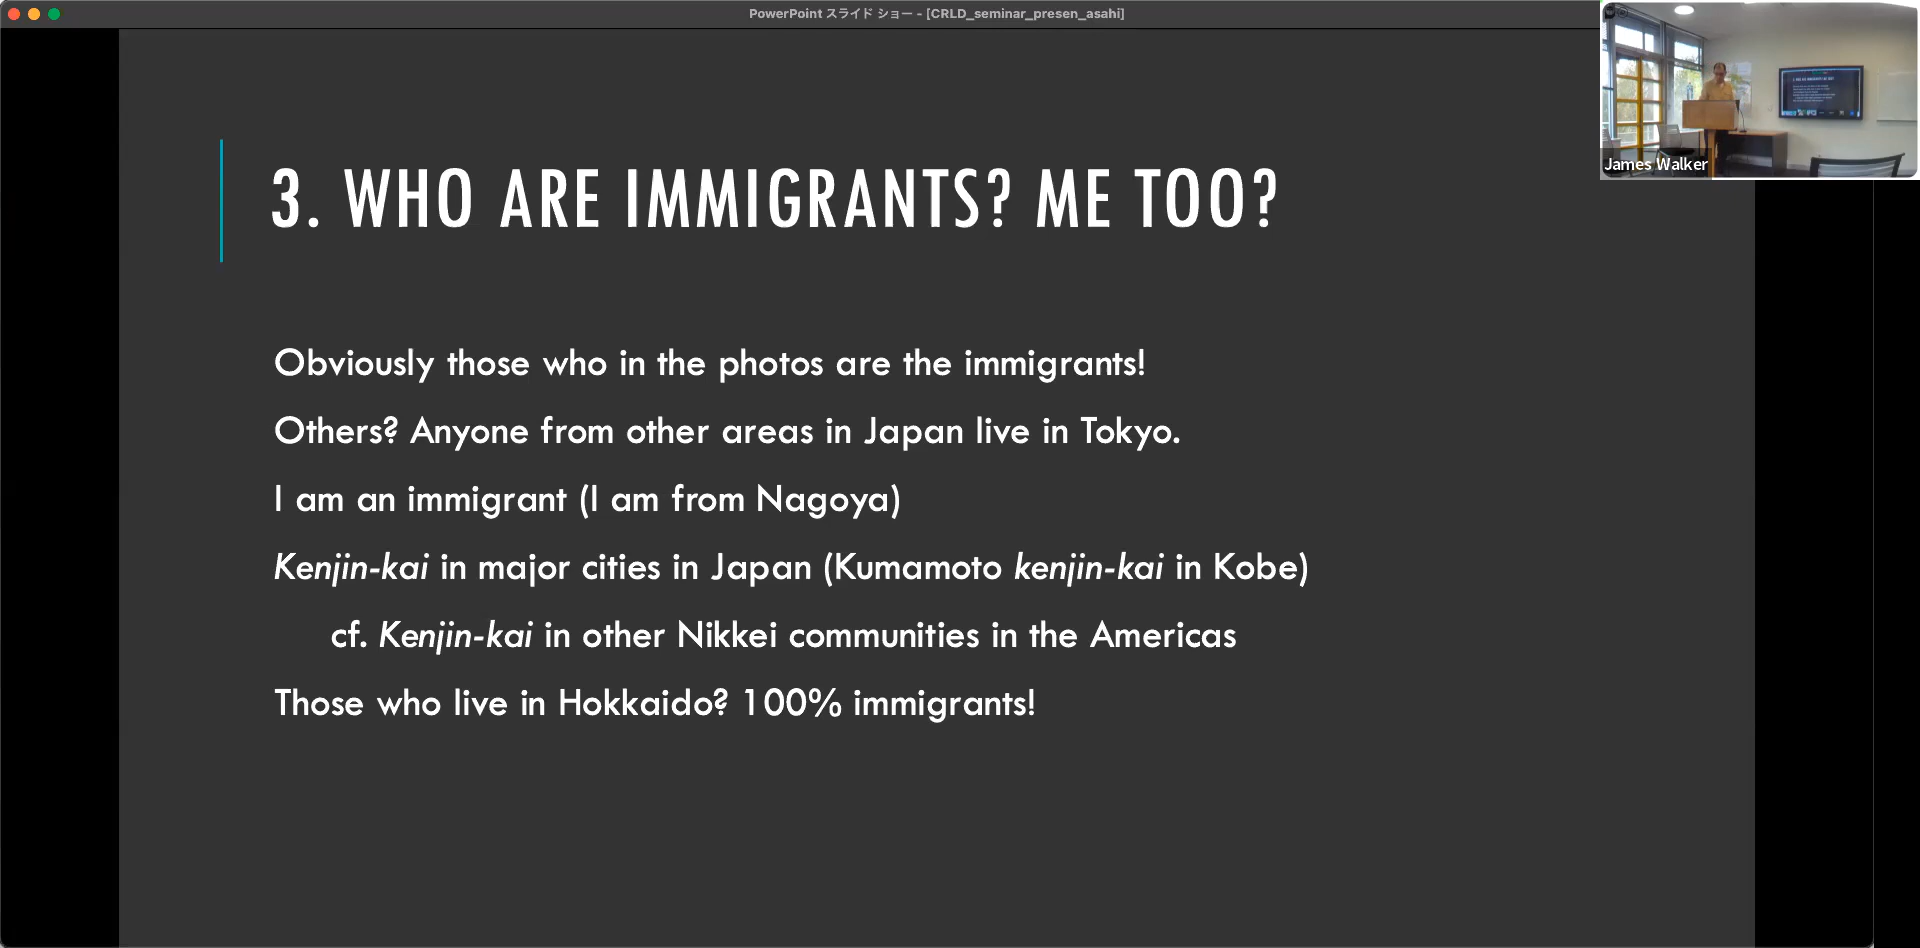 PowerPoint スライド ショー - [CRLD_seminar_presen_asahi]
James Walker
3. WHO ARE IMMIGRANTS? ME TOO?
Obviously those who in the photos are the immigrants!
Others? Anyone from other areas in Japan live in Tokyo.
I am an immigrant (I am from Nagoya)
Kenjin-kai in major cities in Japan (Kumamoto kenjin-kai in Kobe)
cf. Kenjin-kai in other Nikkei communities in the Americas
Those who live in Hokkaido? 100% immigrants!